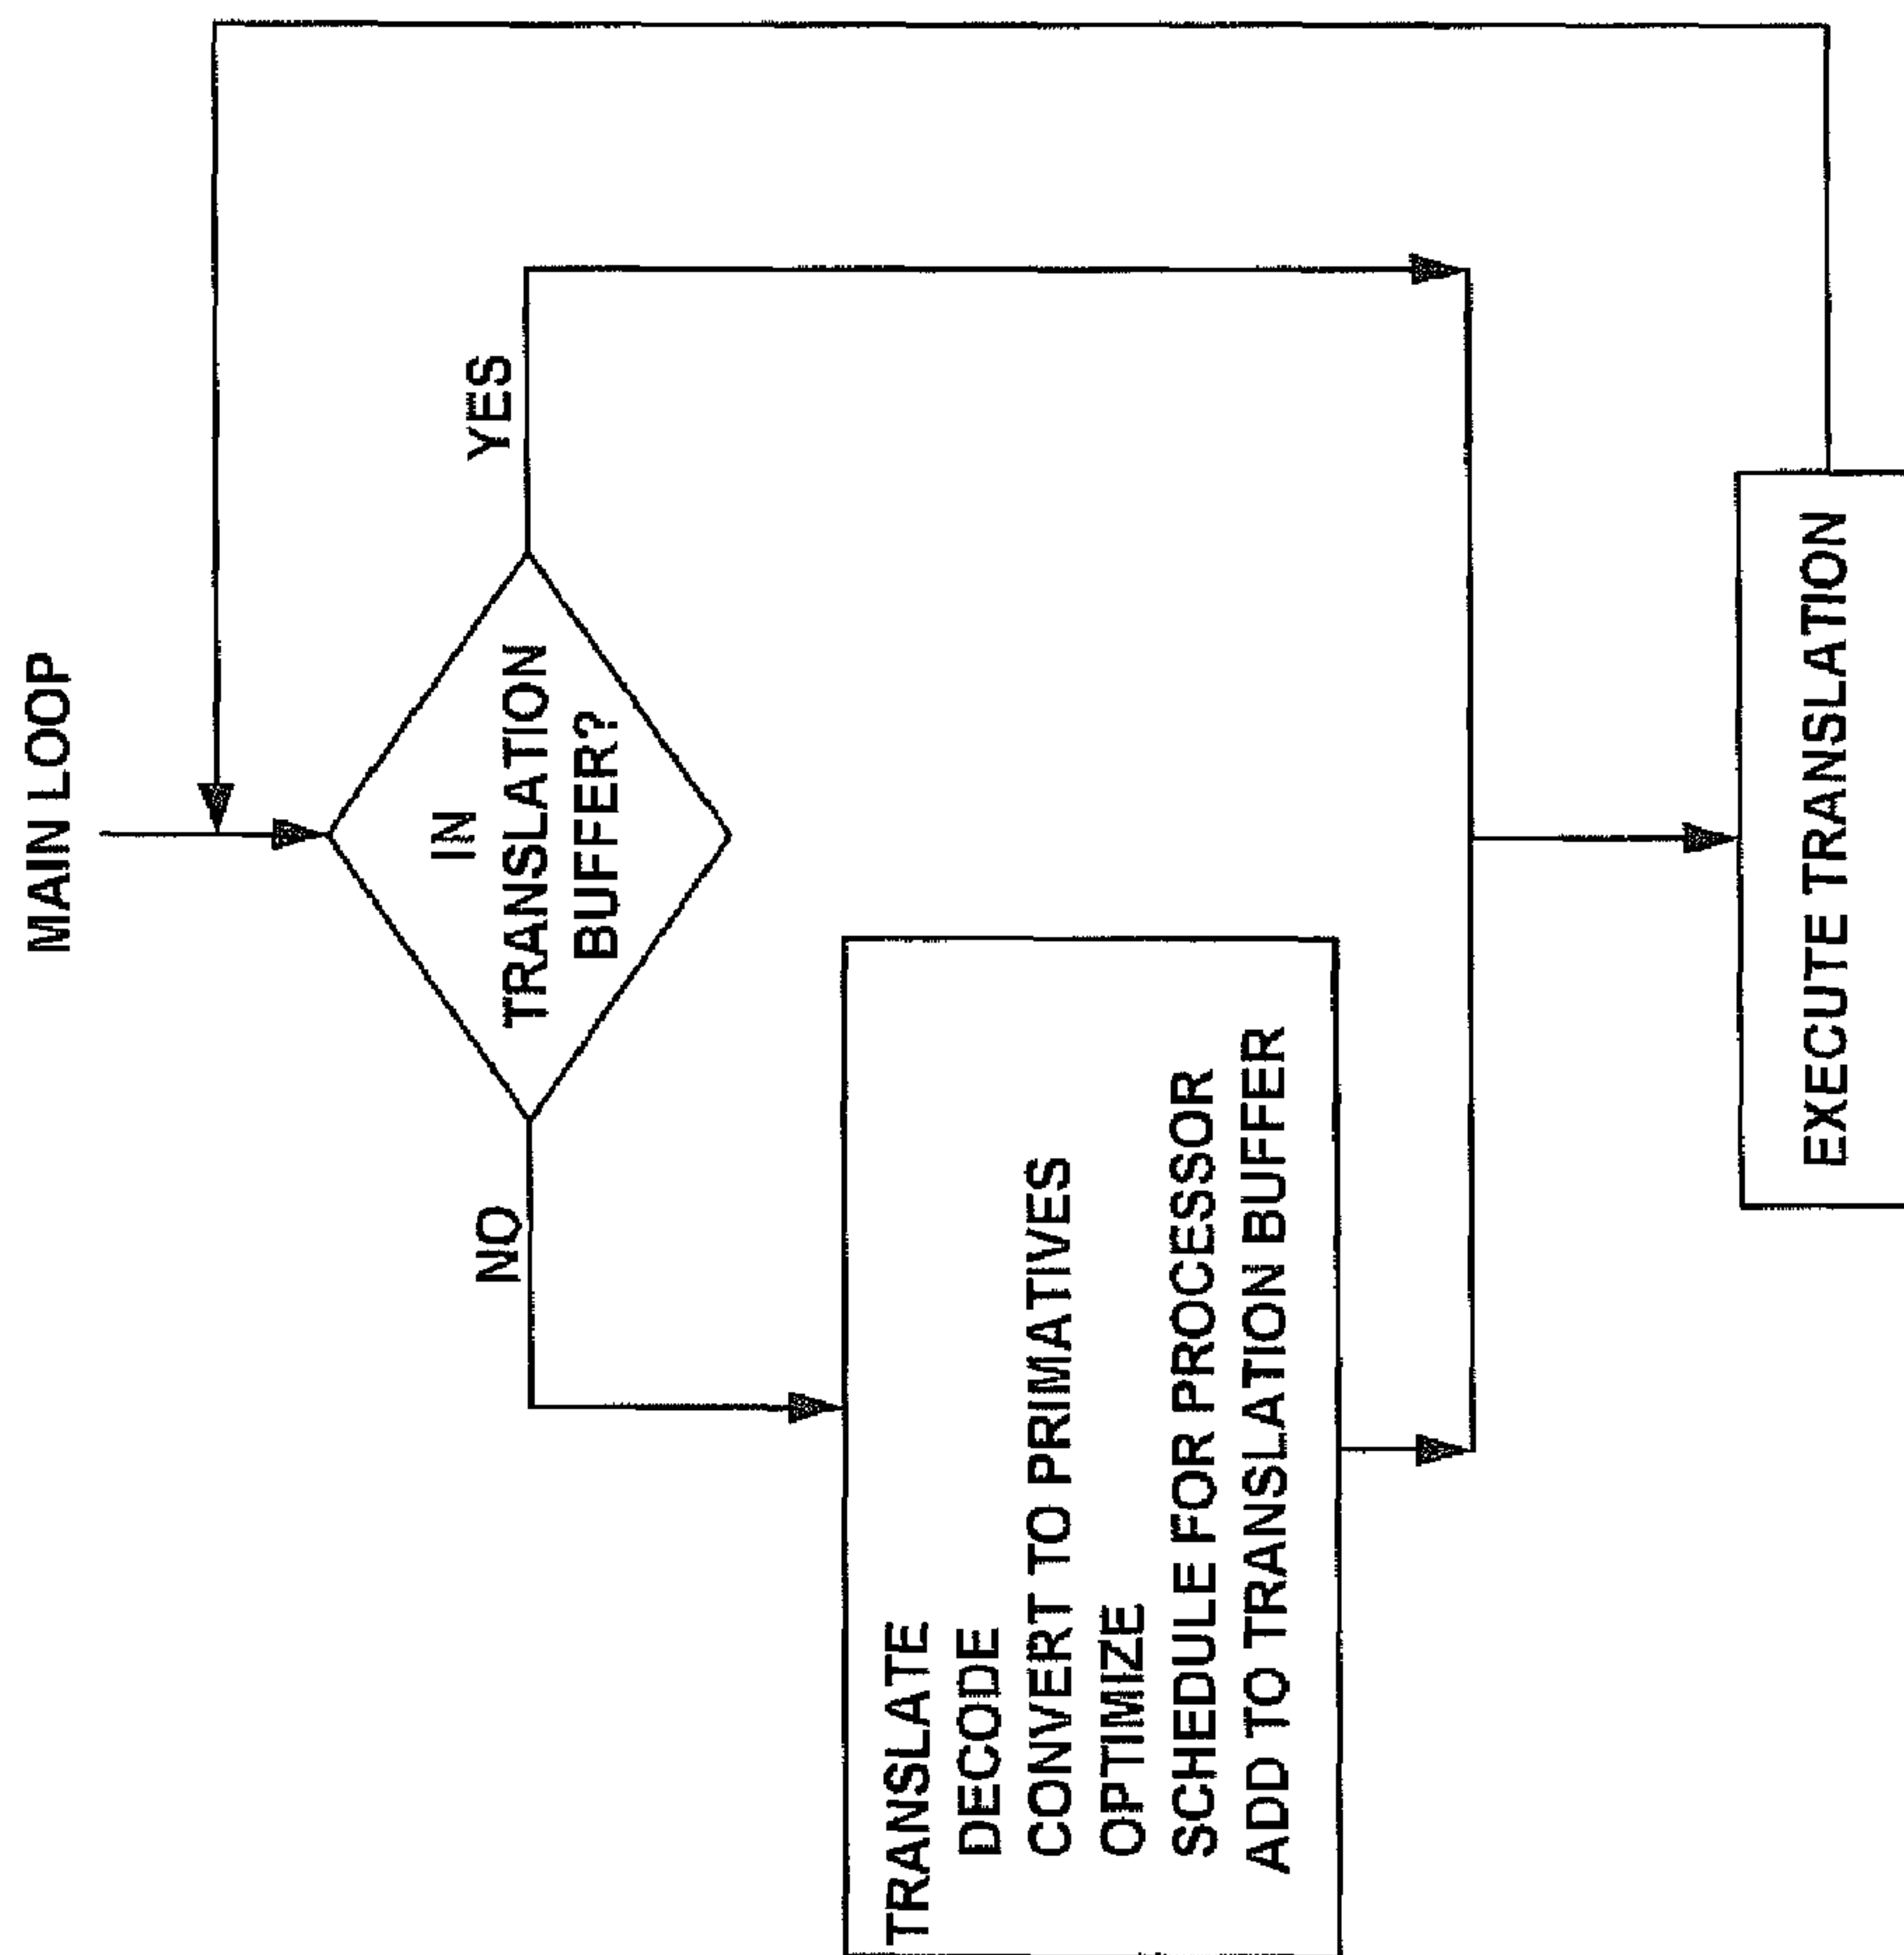 MAIN LOOP
IN
TRANSLATION
BUFFER?
NO
YES
TRANSLATE
DECODE
CONVERT TO PRIMATIVES
OPTIMIZE
SCHEDULE FOR PROCESSOR
ADD TO TRANSLATION BUFFER
EXECUTE TRANSLATION